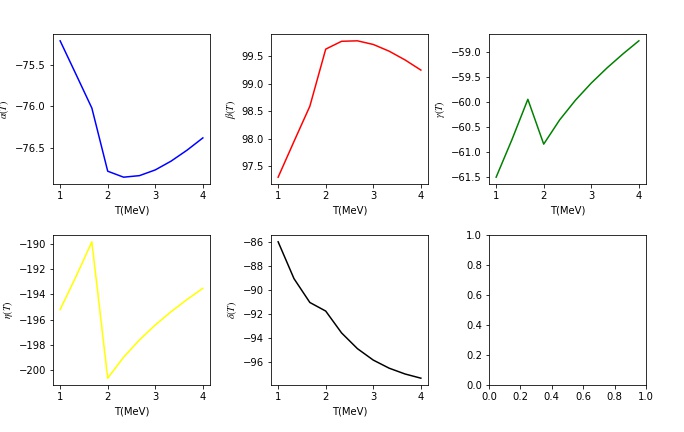 −75.5
−76.0
−76.5
α(T)
1 2 3 4
T(MeV)
99.5
99.0
98.5
98.0
97.5
β(T)
1 2 3 4
T(MeV)
−59.0
−59.5
−60.0
−60.5
−61.0
−61.5
γ(T)
1 2 3 4
T(MeV)
−190
−192
−194
−196
−198
−200
η(T)
1 2 3 4
T(MeV)
−86
−88
−90
−92
−94
−96
δ(T)
1 2 3 4
T(MeV)
1.0
0.8
0.6
0.4
0.2
0.0
0.0 0.2 0.4 0.6 0.8 1.0